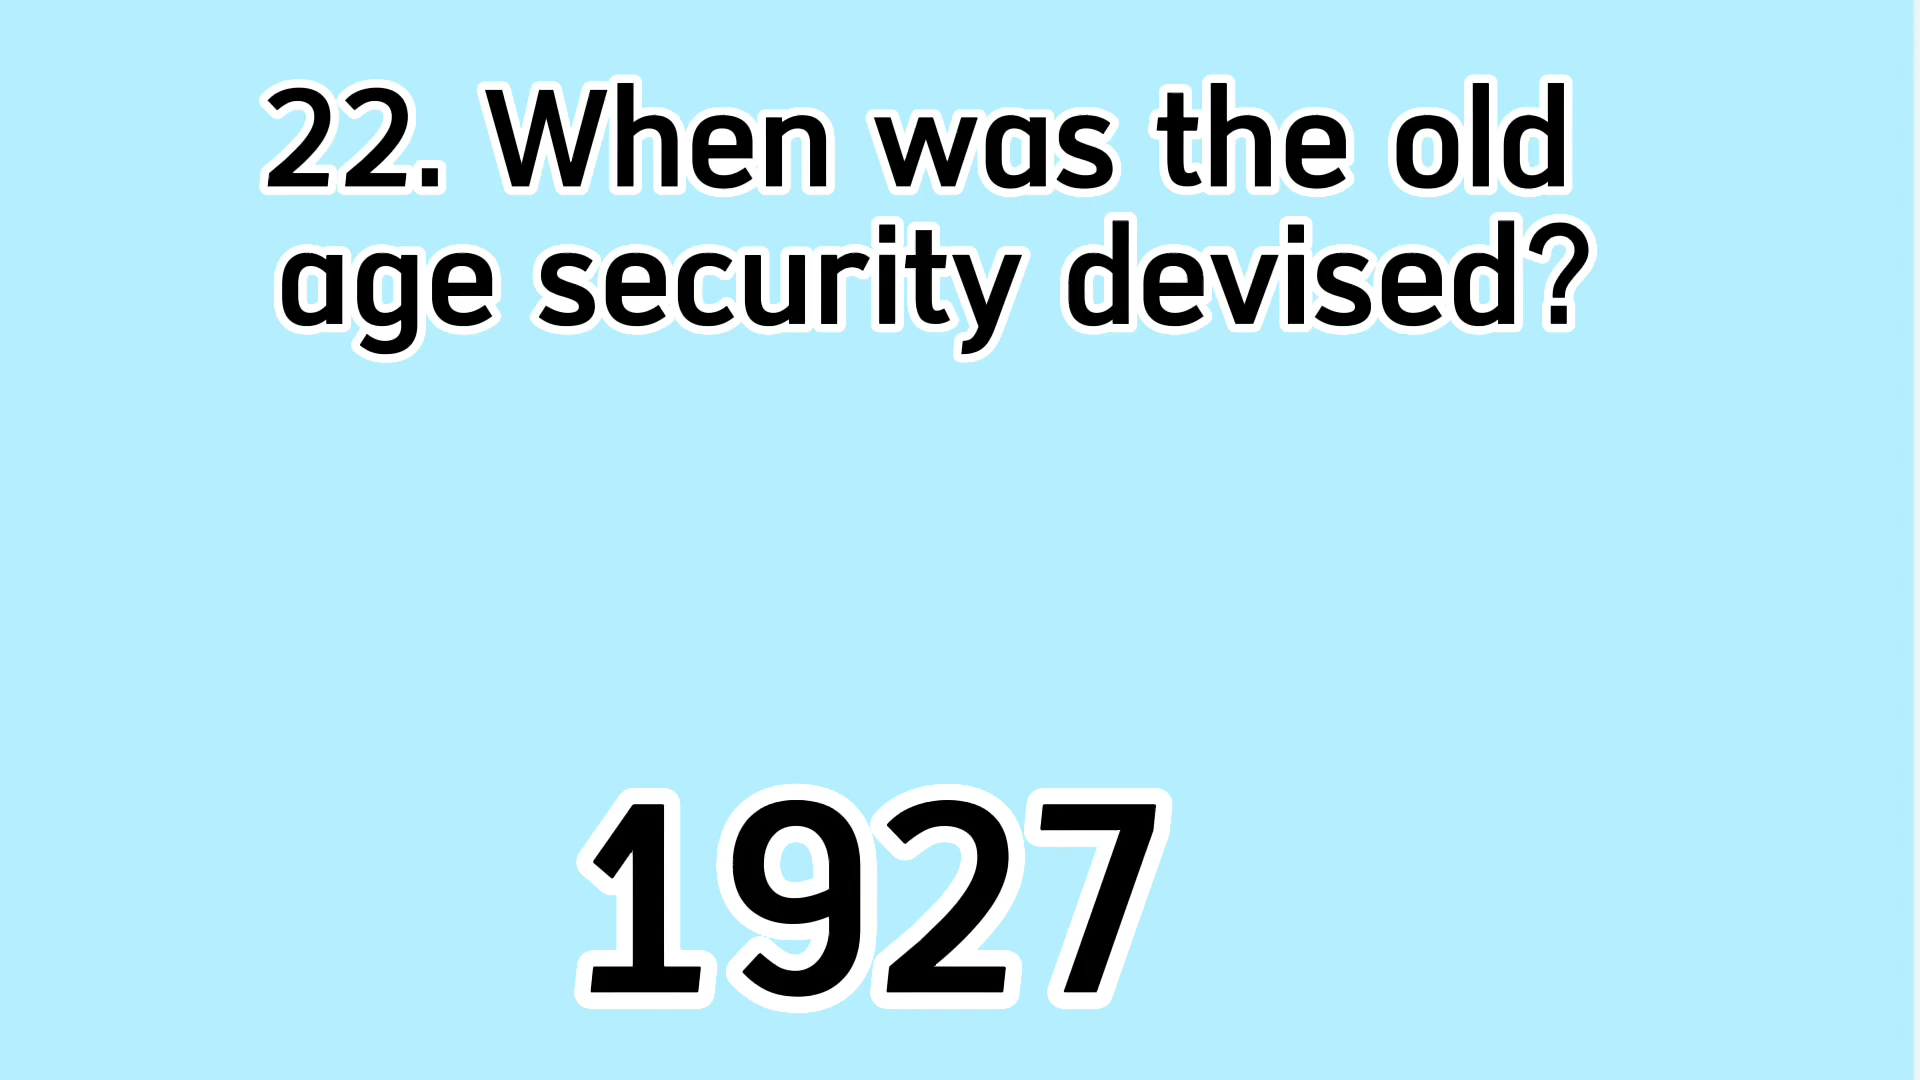 22. When was the old
age security devised?
1927